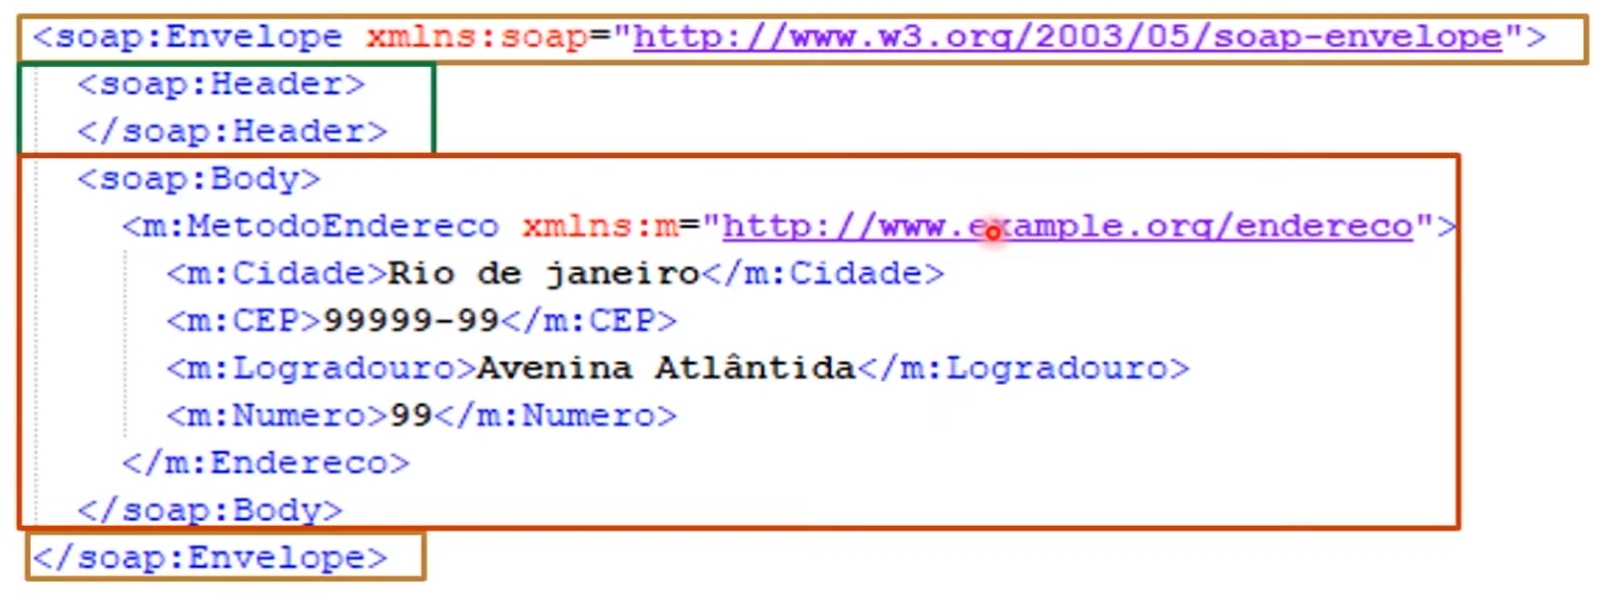 <soap:Envelope xmlns:soap="http://www.w3.org/2003/05/soap-envelope">
<soap:Header>
</soap:Header>
<soap:Body>
<m:MetodoEndereco xmlns:m="http://www.example.org/endereco">
<m:Cidade>Rio de janeiro</m:Cidade>
<m:CEP>99999-99</m:CEP>
<m:Logradouro>Avenina Atlântida</m:Logradouro>
<m:Numero>99</m:Numero>
</m:Endereco>
</soap:Body>
</soap:Envelope>